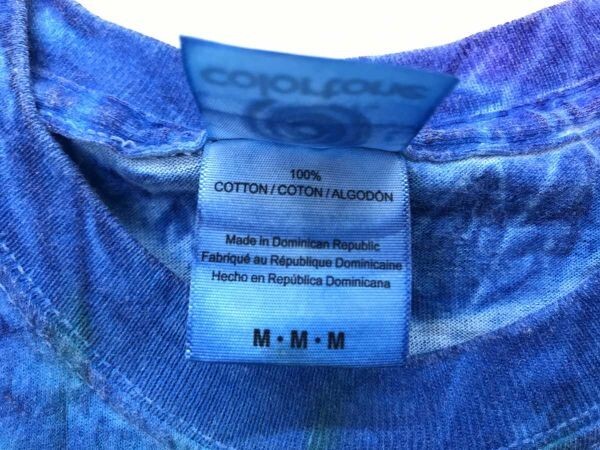 colortone
100%
COTTON / COTON / ALGODÓN
Made in Dominican Republic
Fabriqué au République Dominicaine
Hecho en República Dominicana
M • M • M